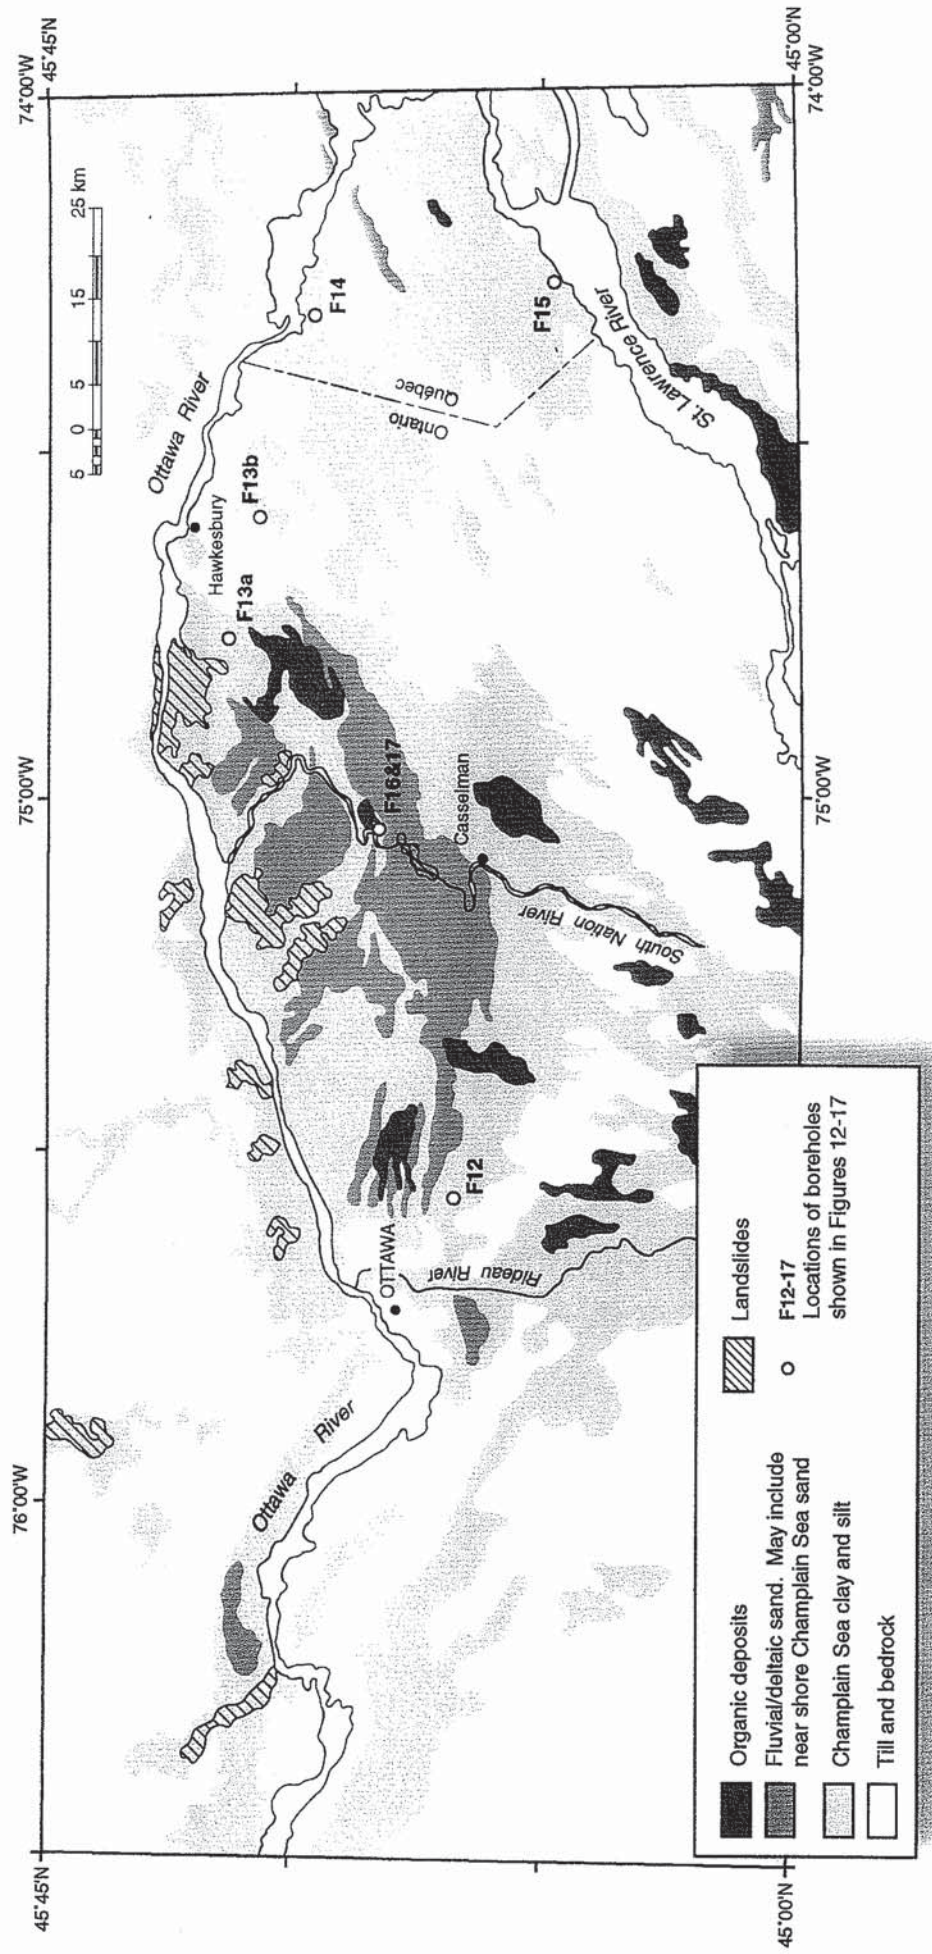 76°00'W
75°00'W
74°00'W
45°45'N
45°45'N
5 0 5 15 25 km
Ottawa River
Ottawa River
Hawkesbury
F13a
F13b
F14
Ontario
Québec
F15
St. Lawrence River
F16&17
Casselman
South Nation River
OTTAWA
Rideau River
F12
45°00'N
45°00'N
75°00'W
74°00'W
Organic deposits
Fluvial/deltaic sand. May include
near shore Champlain Sea sand
Champlain Sea clay and silt
Till and bedrock
Landslides
F12-17
Locations of boreholes
shown in Figures 12-17